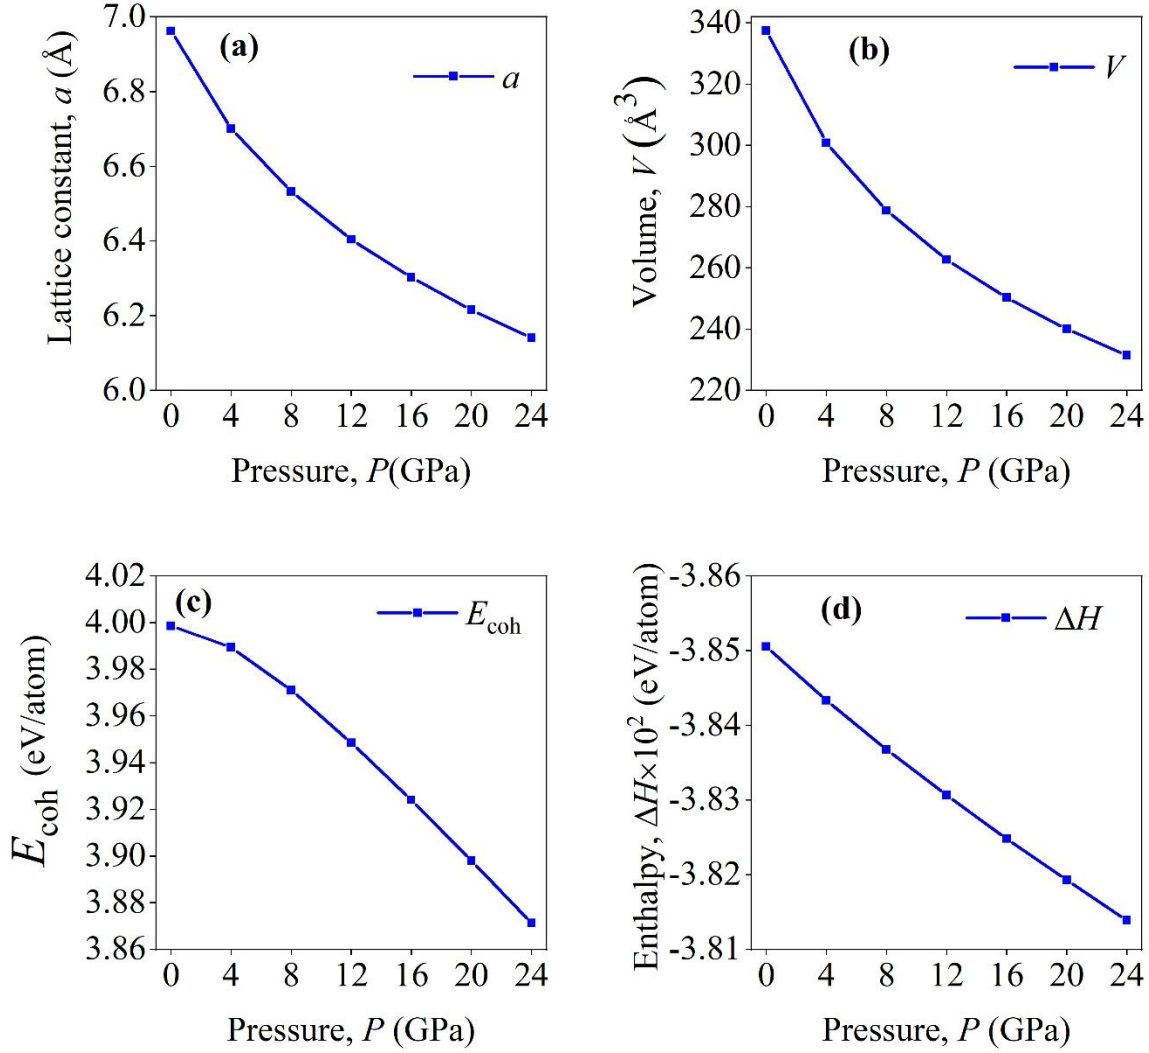 (a)
a
Lattice constant, a (Å)
7.0
6.8
6.6
6.4
6.2
6.0
0 4 8 12 16 20 24
Pressure, P(GPa)
(b)
V
Volume, V (Å³)
340
320
300
280
260
240
220
0 4 8 12 16 20 24
Pressure, P (GPa)
(c)
E_coh
E_coh (eV/atom)
4.02
4.00
3.98
3.96
3.94
3.92
3.90
3.88
3.86
0 4 8 12 16 20 24
Pressure, P (GPa)
(d)
ΔH
Enthalpy, ΔH×10² (eV/atom)
-3.86
-3.85
-3.84
-3.83
-3.82
-3.81
0 4 8 12 16 20 24
Pressure, P (GPa)